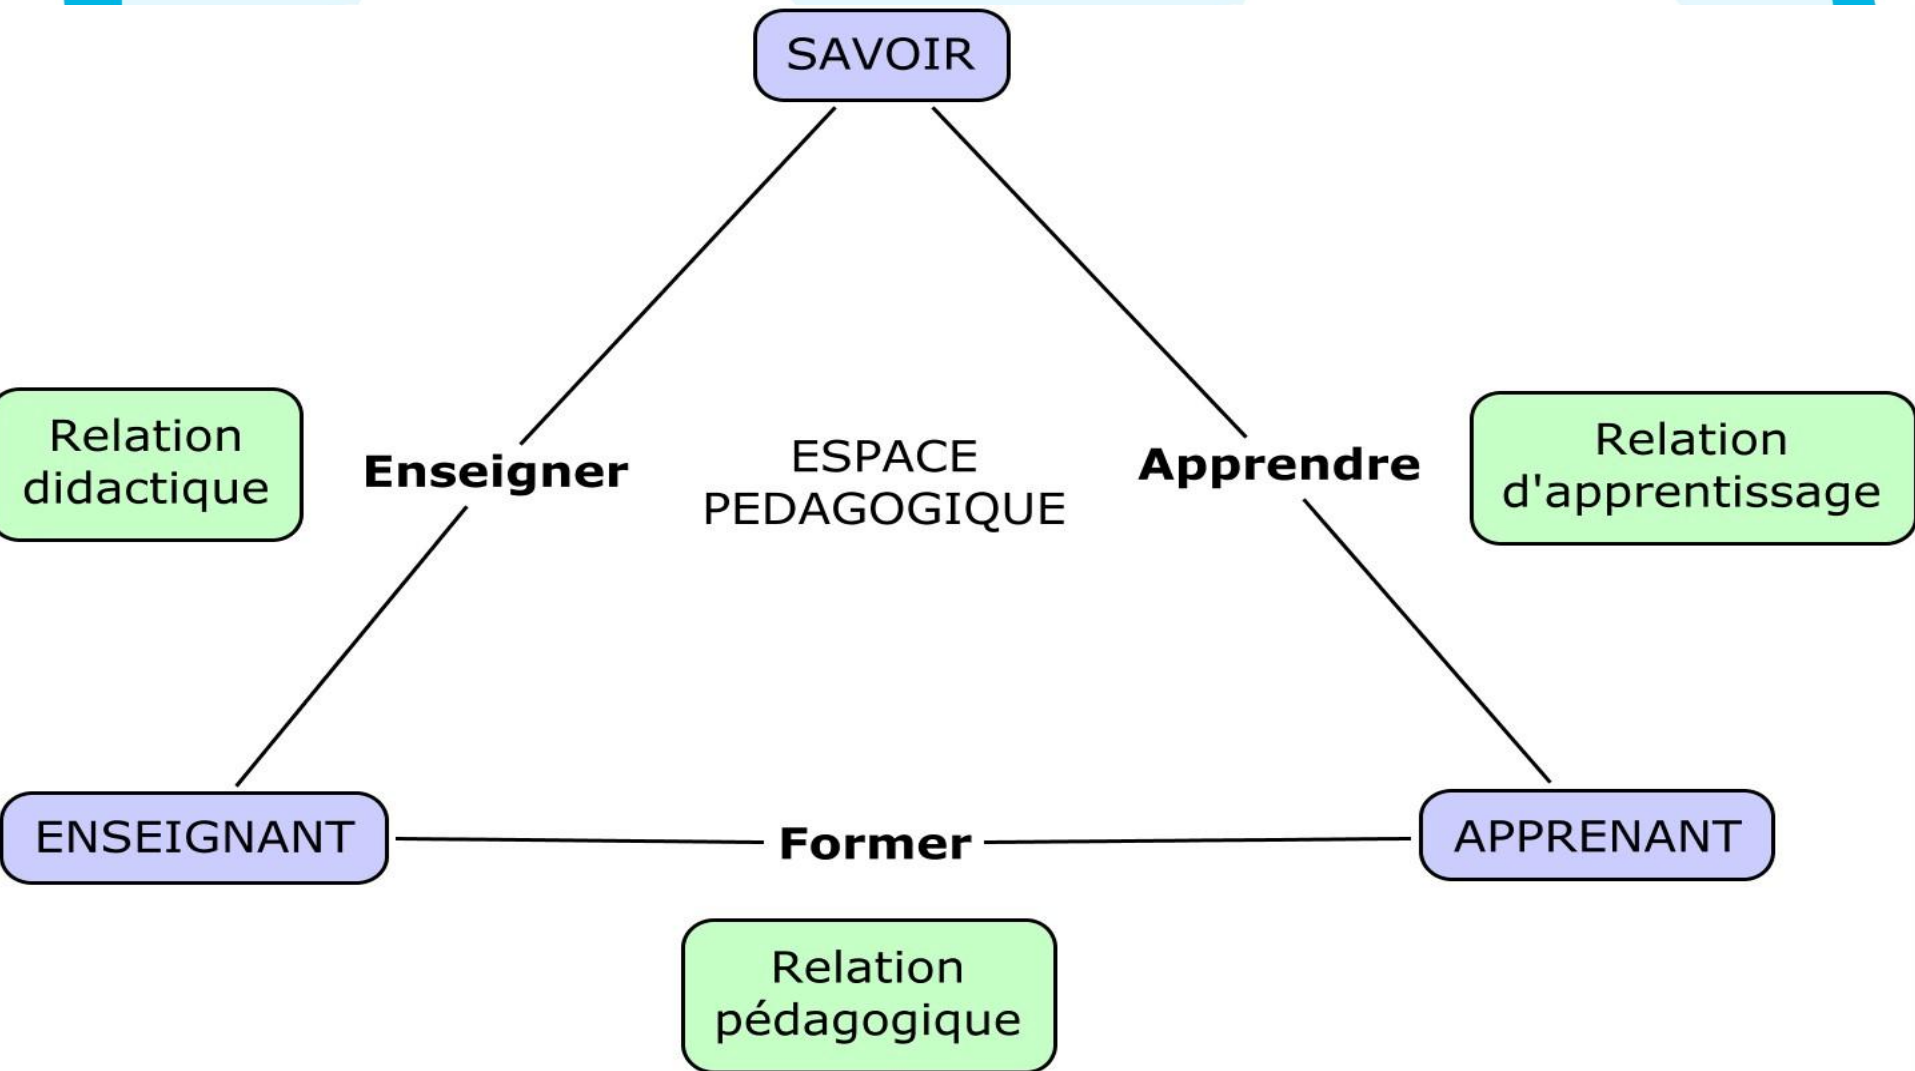 SAVOIR
Relation
didactique
Enseigner
ESPACE
PEDAGOGIQUE
Apprendre
Relation
d'apprentissage
ENSEIGNANT
Former
APPRENANT
Relation
pédagogique